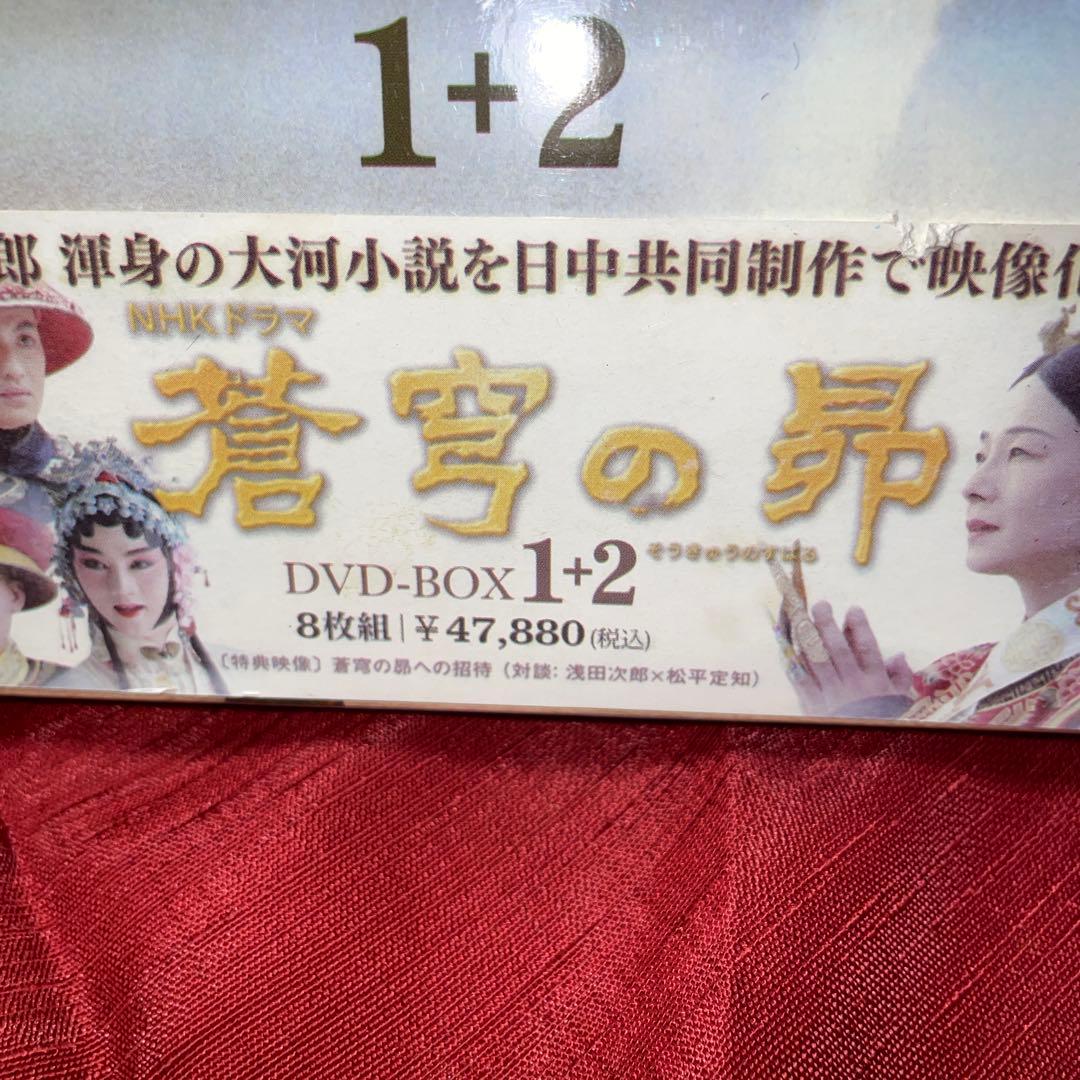 1+2
郎 渾身の大河小説を日中共同制作で映像化
NHKドラマ
蒼穹の昴
そうきゅうのすばる
DVD-BOX 1+2
8枚組|¥47,880(税込)
〔特典映像〕蒼穹の昴への招待（対談：浅田次郎×松平定知）